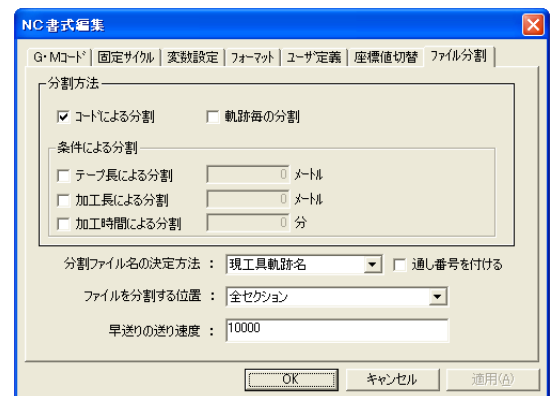 NC書式編集
G・Mコード 固定サイクル 変数設定 フォーマット ユーザ定義 座標値切替 ファイル分割
分割方法
コードによる分割 軌跡毎の分割
条件による分割
テープ長による分割 0 メートル
加工長による分割 0 メートル
加工時間による分割 0 分
分割ファイル名の決定方法 : 現工具軌跡名 通し番号を付ける
ファイルを分割する位置 : 全セクション
早送りの送り速度 : 10000
OK キャンセル 適用(A)